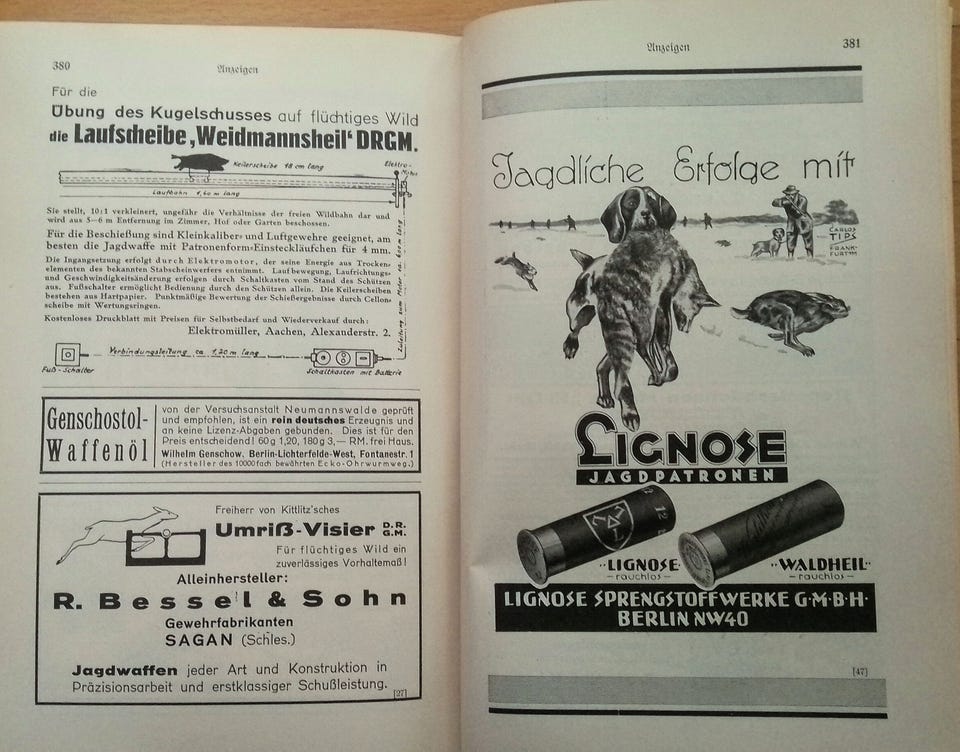 380
Anzeigen
Für die
Übung des Kugelschusses auf flüchtiges Wild
die Laufscheibe „Weidmannsheil“ DRGM.
Keilerscheibe 18 cm lang
Elektro-
Motor
Laufbahn 1,60 m lang
Sie stellt, 10:1 verkleinert, ungefähr die Verhältnisse der freien Wildbahn dar und
wird aus 5—6 m Entfernung im Zimmer, Hof oder Garten beschossen.
Für die Beschießung sind Kleinkaliber- und Luftgewehre geeignet, am
besten die Jagdwaffe mit Patronenform-Einsteckläufchen für 4 mm.
Die Ingangsetzung erfolgt durch Elektromotor, der seine Energie aus Trocken-
elementen des bekannten Stabscheinwerfers entnimmt. Laufbewegung, Laufrichtungs-
und Geschwindigkeitsänderung erfolgen durch Schaltkasten vom Stand des Schützen
aus. Fußschalter ermöglicht Bedienung durch den Schützen allein. Die Keilerscheiben
bestehen aus Hartpapier. Punktmäßige Bewertung der Schießergebnisse durch Cellon-
scheibe mit Wertungsringen.
Kostenloses Druckblatt mit Preisen für Selbstbedarf und Wiederverkauf durch:
Elektromüller, Aachen, Alexanderstr. 2.
Zuleitung zum Motor ca. 6,00 m lang
Verbindungsleitung ca. 1,20 m lang
Fuß-Schalter
Schaltkasten mit Batterie
Genschostol-
Waffenöl
von der Versuchsanstalt Neumannswalde geprüft
und empfohlen, ist ein rein deutsches Erzeugnis und
an keine Lizenz-Abgaben gebunden. Dies ist für den
Preis entscheidend! 60 g 1,20, 180 g 3,— RM. frei Haus.
Wilhelm Genschow, Berlin-Lichterfelde-West, Fontanestr. 1
(Hersteller des 10000fach bewährten Ecko-Ohrwurmweg.)
Freiherr von Kittlitz'sches
Umriß-Visier D.R.G.M.
Für flüchtiges Wild ein
zuverlässiges Vorhaltemaß!
Alleinhersteller:
R. Bessel & Sohn
Gewehrfabrikanten
SAGAN (Schles.)
Jagdwaffen jeder Art und Konstruktion in
Präzisionsarbeit und erstklassiger Schußleistung.
[27]
Anzeigen
381
Jagdliche Erfolge mit
CARLOS
TIPS
FRANK-
FURT/M
LIGNOSE
JAGDPATRONEN
12
12
„LIGNOSE“
—rauchlos—
„WALDHEIL“
—rauchlos—
LIGNOSE SPRENGSTOFFWERKE G·M·B·H·
BERLIN NW40
[47]